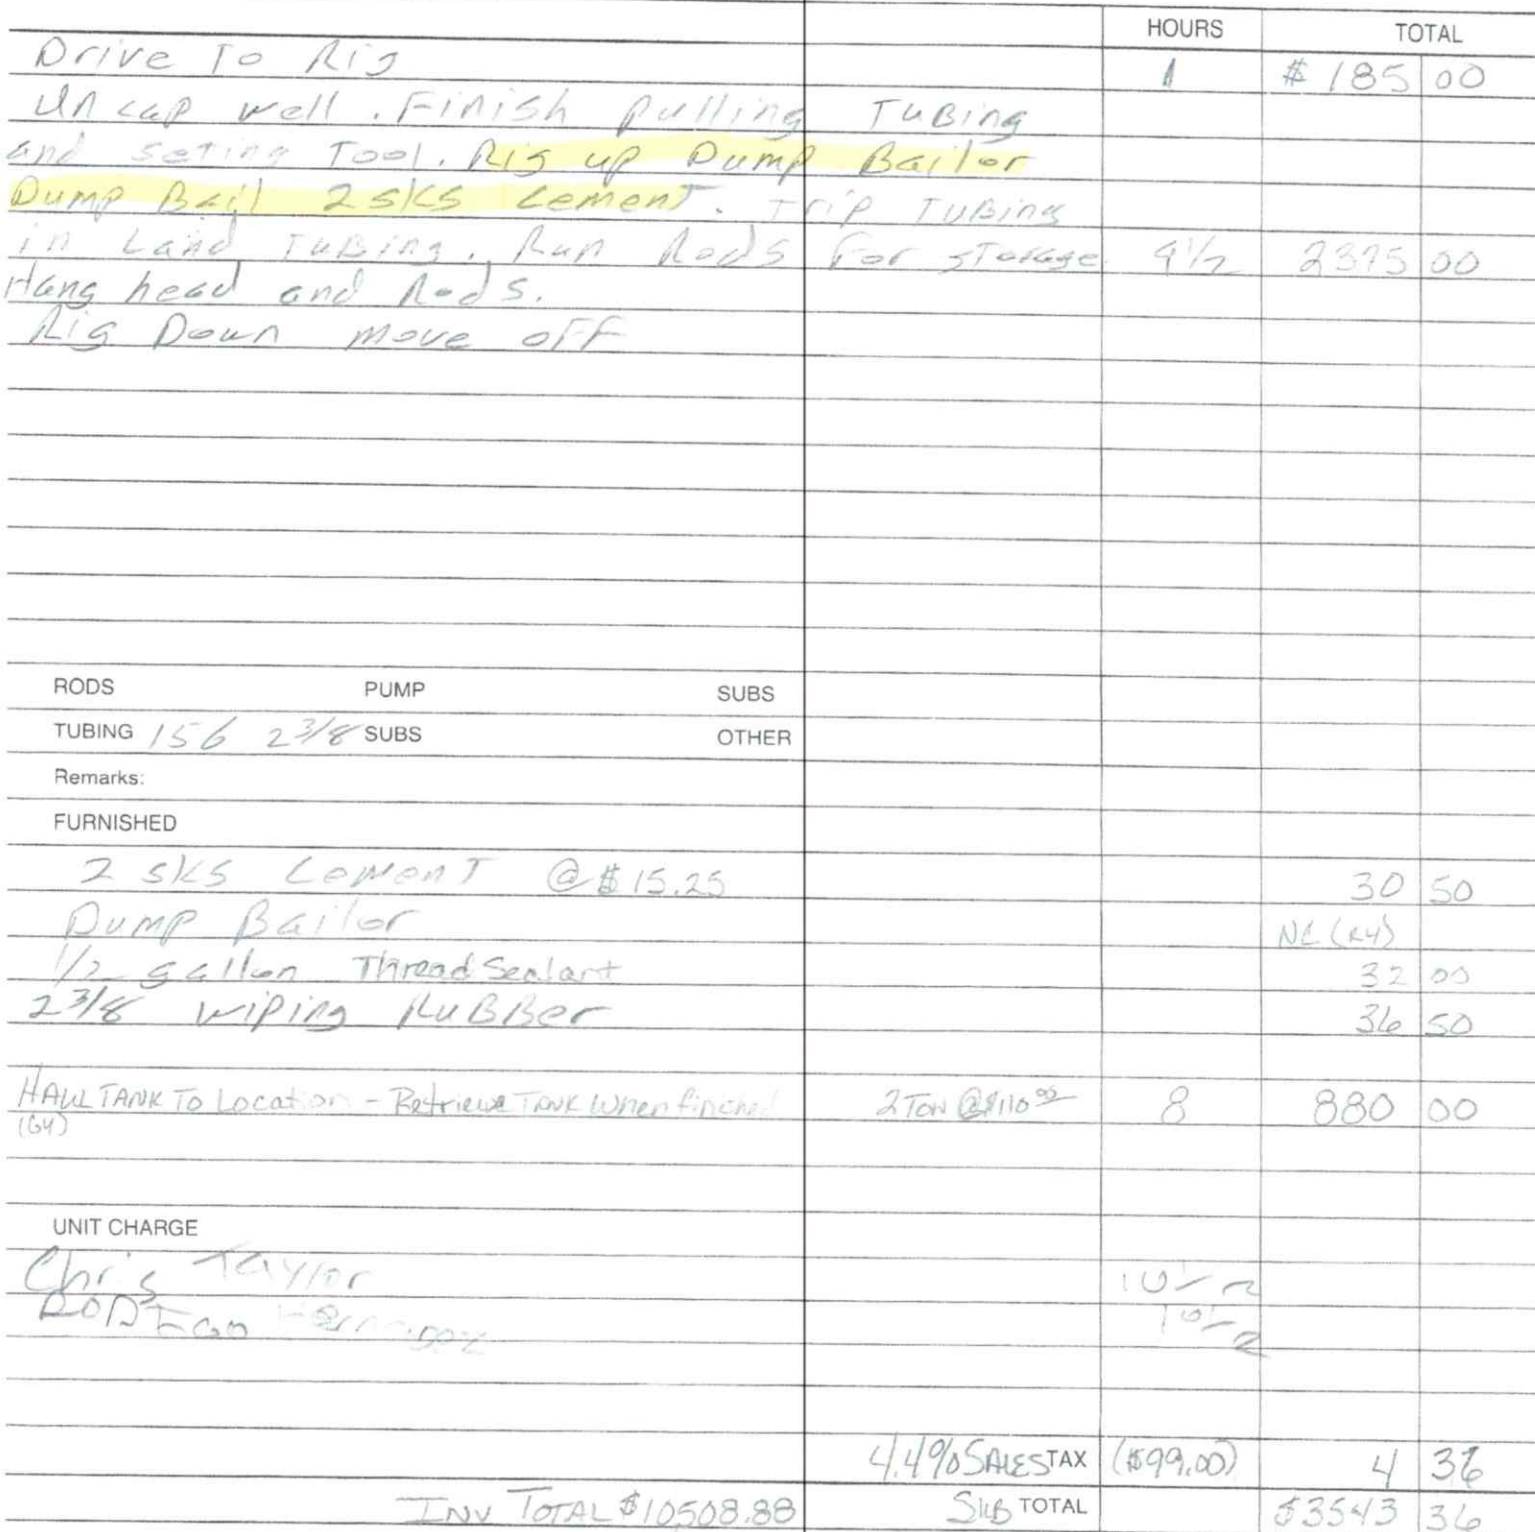 HOURS TOTAL
Drive To Rig 1 $ 185 00
Uncap well. Finish pulling Tubing
and seting Tool. Rig up Dump Bailor
Dump Bail 2 sks Cement. Trip Tubing
in Land Tubing. Run Rods For storage 9 1/2 2375 00
Hang head and Rods.
Rig Down move off
RODS PUMP SUBS
TUBING 156 2 3/8 SUBS OTHER
Remarks:
FURNISHED
2 sks Cement @ $15.25 30 50
Dump Bailor NC (R4)
1/2 gallon Thread Sealant 32 00
2 3/8 wiping RuBBer 36 50
HAUL TANK To Location - Retrieve TANK When finished 2 Ton @ $110 00 8 880 00
(G4)
UNIT CHARGE
Chris Taylor 10 1/2
10 1/2
4.4% SALES TAX ($99.00) 4 36
INV TOTAL $10,508.88 SUB TOTAL $3543 36